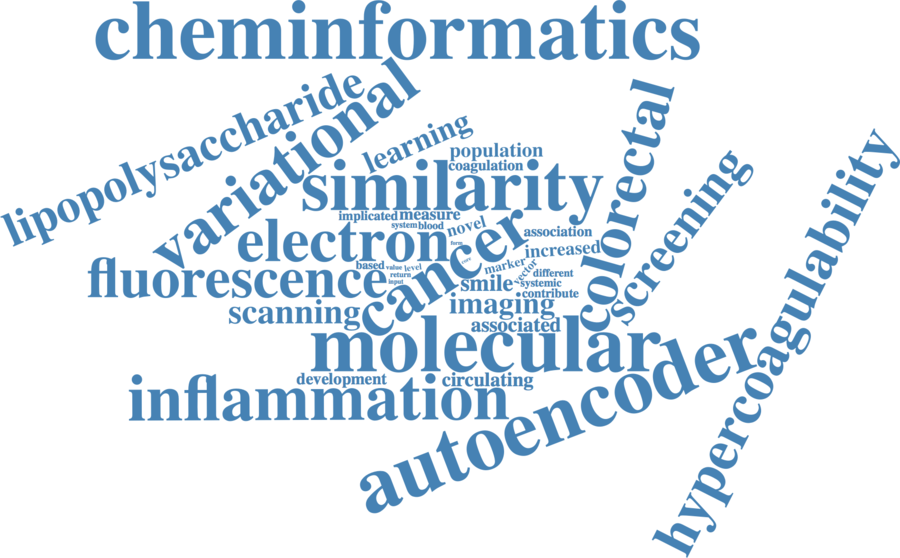 cheminformatics
lipopolysaccharide
variational
learning
population
coagulation
similarity
colorectal
screening
hypercoagulability
implicated
measure
system
blood
novel
association
electron
form
increased
cancer
based
value
level
marker
vector
different
fluorescence
return
input
smile
systemic
contribute
imaging
scanning
associated
molecular
development
circulating
inflammation
autoencoder